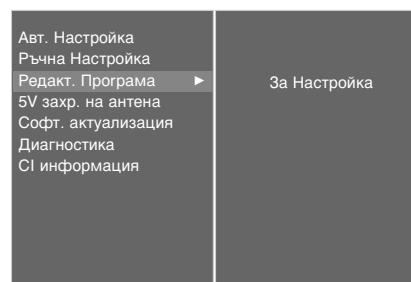 Авт. Настройка
Ръчна Настройка
Редакт. Програма ►
За Настройка
5V захр. на антена
Софт. актуализация
Диагностика
CI информация